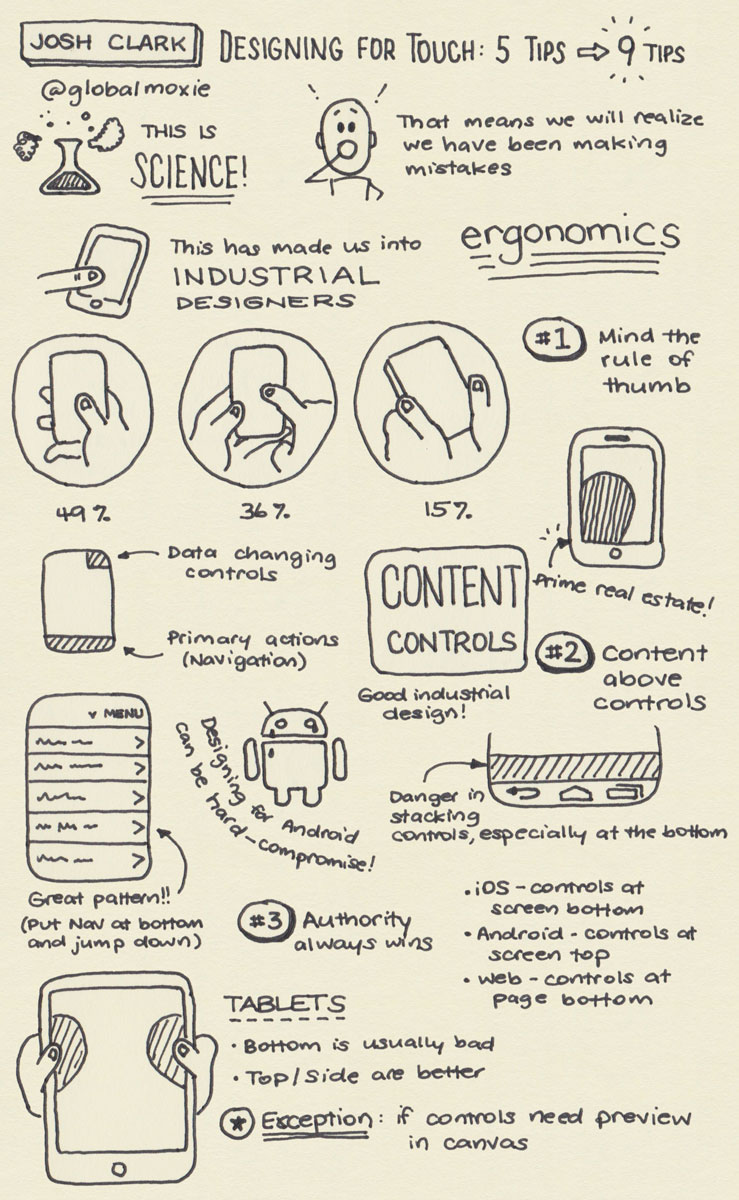 JOSH CLARK
DESIGNING FOR TOUCH: 5 TIPS ⇨ 9 TIPS
@globalmoxie
THIS IS
SCIENCE!
That means we will realize
we have been making
mistakes
This has made us into
INDUSTRIAL
DESIGNERS
ergonomics
#1 Mind the
rule of
thumb
49%
36%
15%
Prime real estate!
Data changing
controls
Primary actions
(Navigation)
CONTENT
CONTROLS
Good industrial
design!
#2 Content
above
controls
v MENU
Great pattern!!
(Put Nav at bottom
and jump down)
Designing for Android
can be hard-compromise!
Danger in
stacking
controls, especially at the bottom
#3 Authority
always wins
• iOS - controls at
screen bottom
• Android - controls at
screen top
• Web - controls at
page bottom
TABLETS
• Bottom is usually bad
• Top/Side are better
* Exception: if controls need preview
in canvas